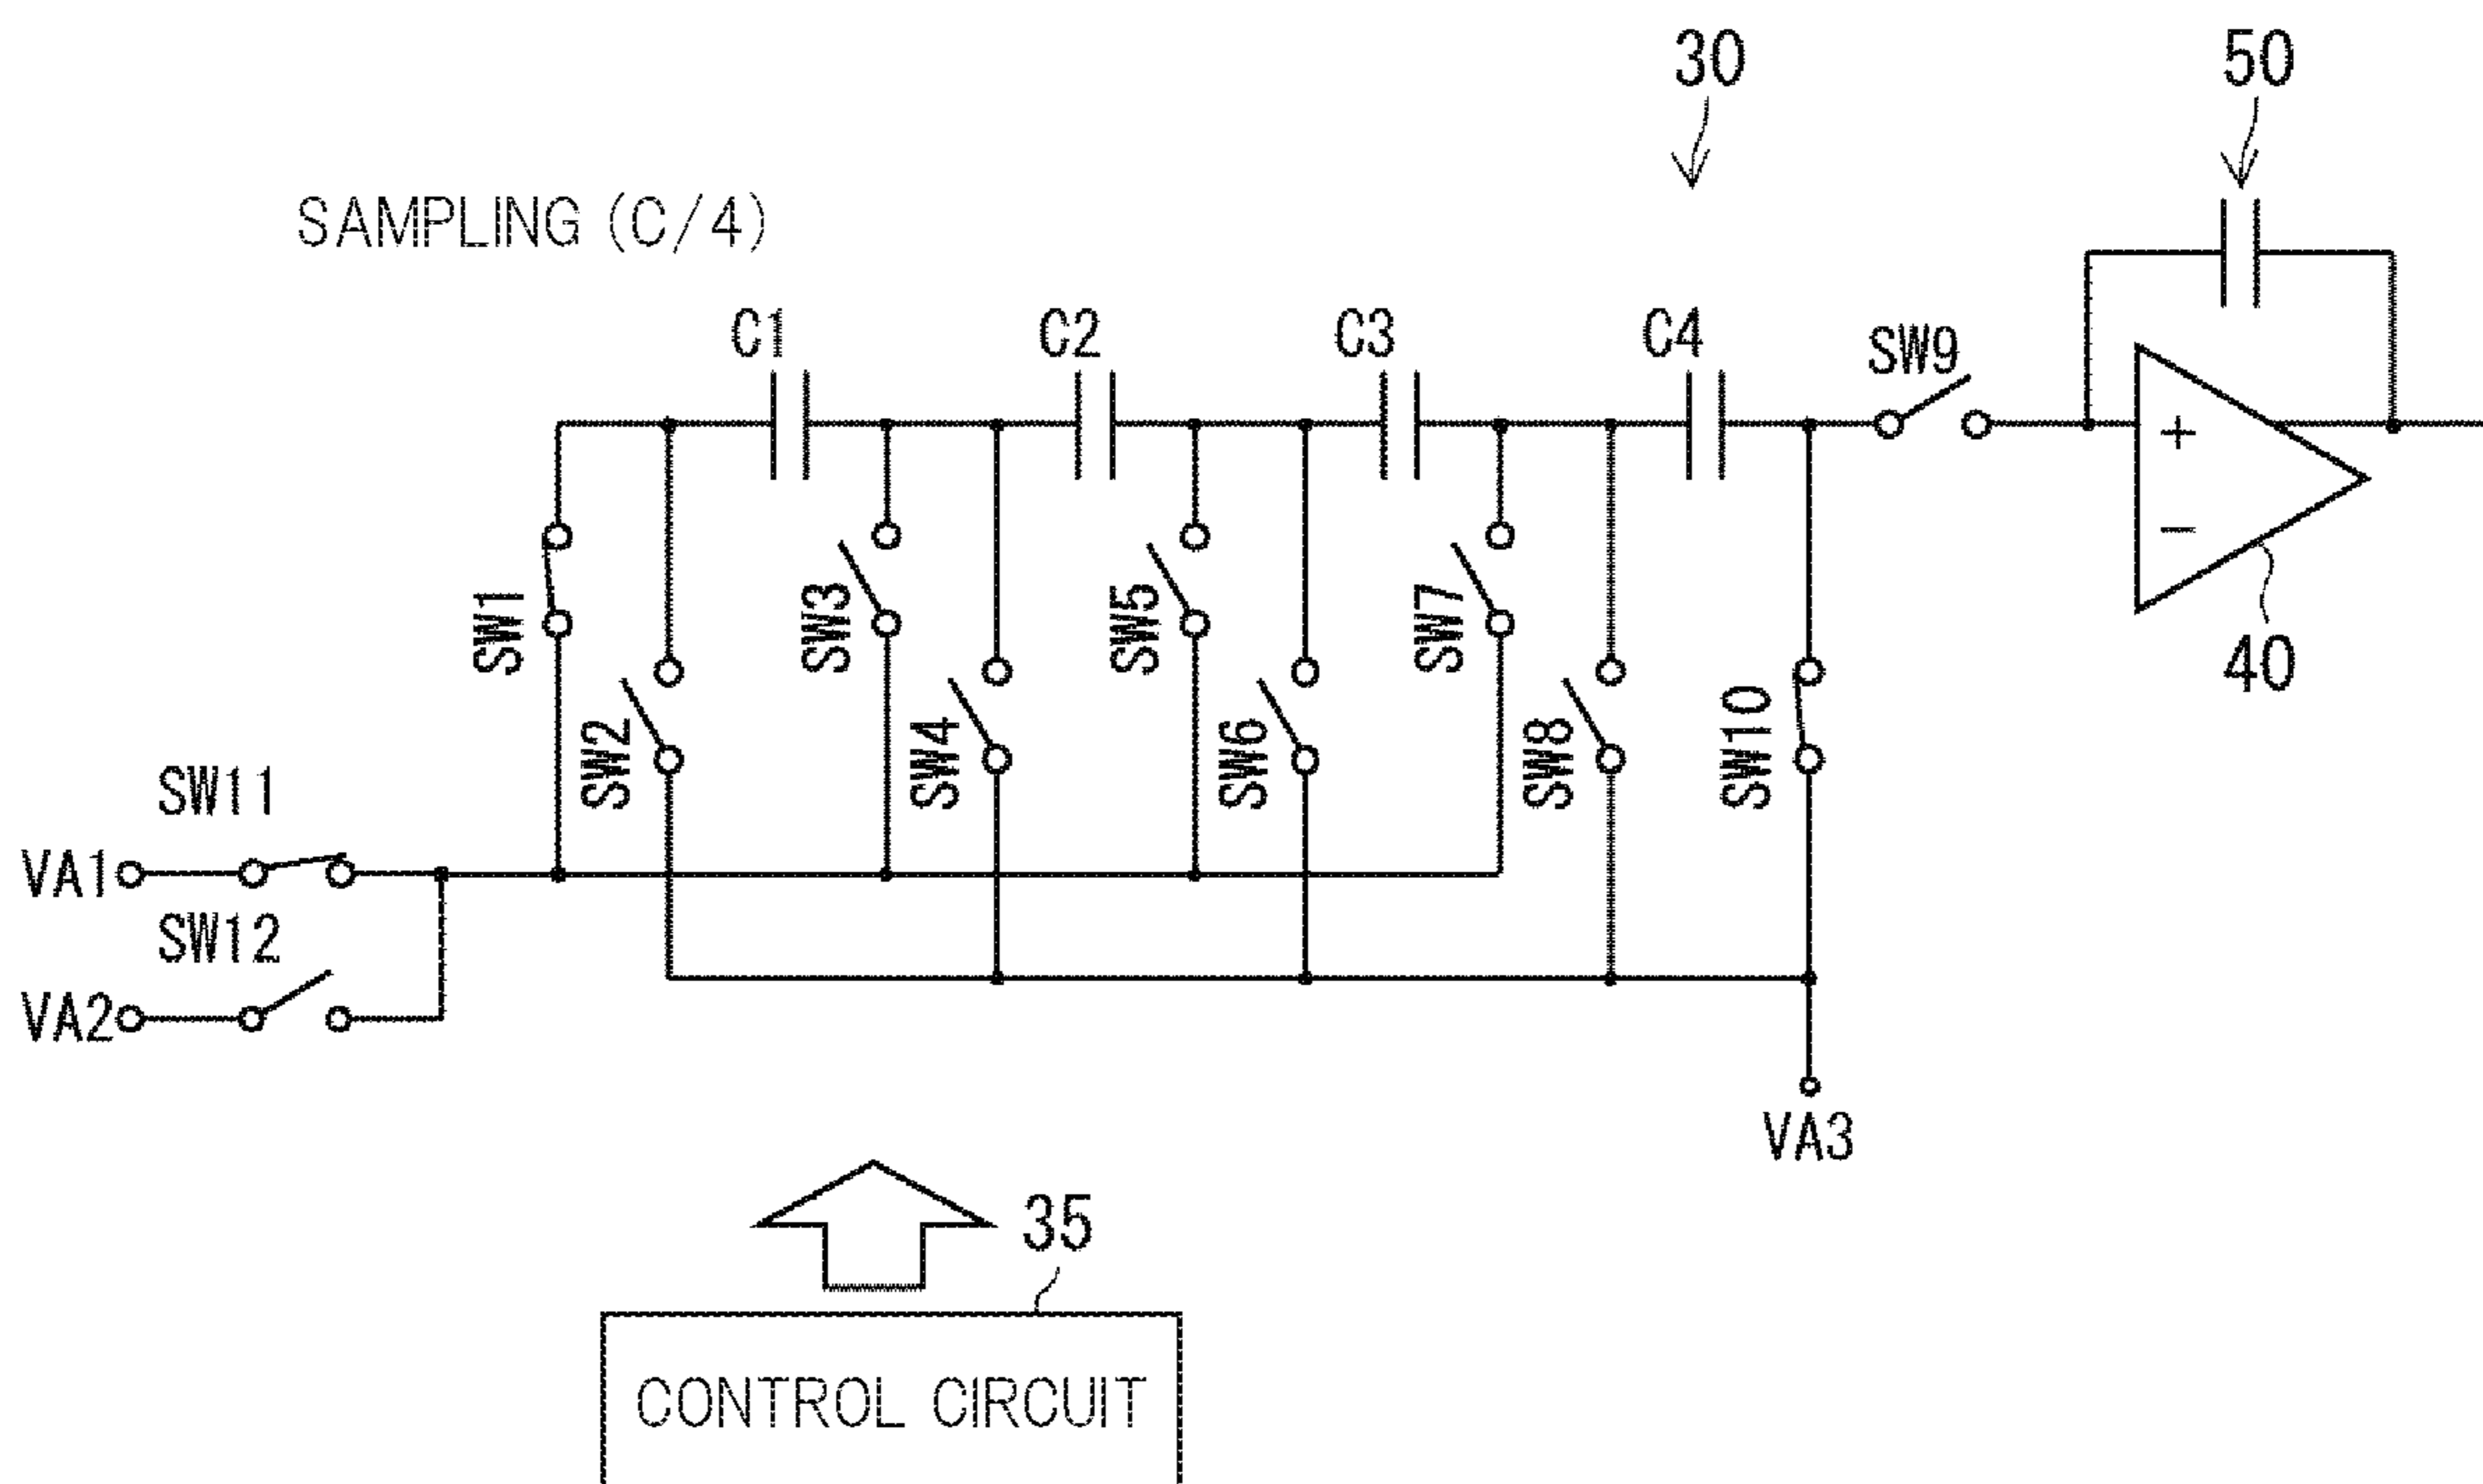 30
50
SAMPLING (C/4)
C1
C2
C3
C4
SW9
+
−
40
SW1
SW2
SW3
SW4
SW5
SW6
SW7
SW8
SW10
SW11
VA1
SW12
VA2
VA3
35
CONTROL CIRCUIT